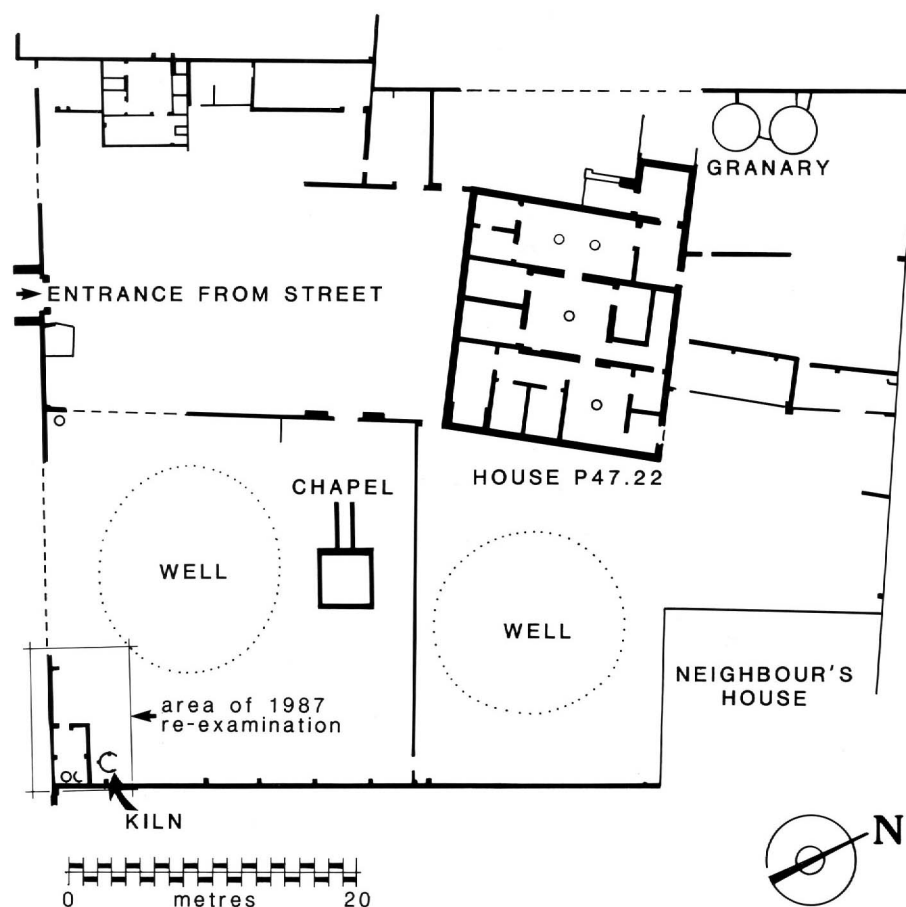 GRANARY
ENTRANCE FROM STREET
HOUSE P47.22
CHAPEL
WELL
WELL
NEIGHBOUR'S
HOUSE
area of 1987
re-examination
KILN
N
0 metres 20